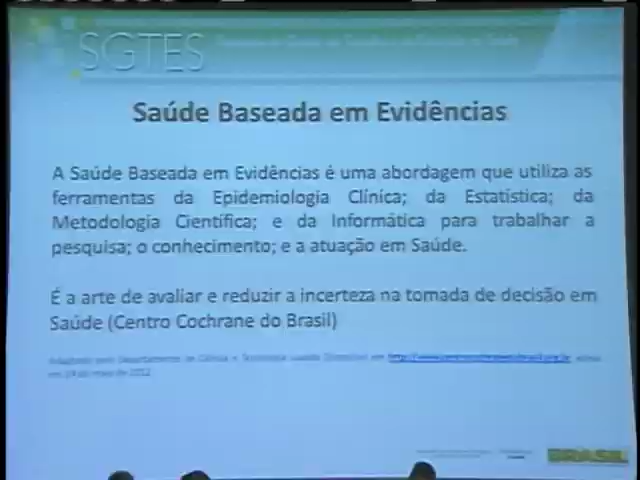 SGTES
Saúde Baseada em Evidências
A Saúde Baseada em Evidências é uma abordagem que utiliza as
ferramentas da Epidemiologia Clínica; da Estatística; da
Metodologia Científica; e da Informática para trabalhar a
pesquisa; o conhecimento; e a atuação em Saúde.
É a arte de avaliar e reduzir a incerteza na tomada de decisão em
Saúde (Centro Cochrane do Brasil)
BRASIL